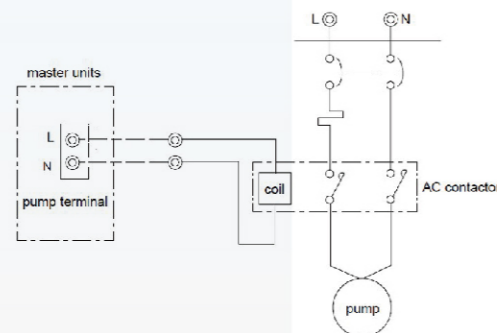 L N
master units
L
N
pump terminal
coil
AC contactor
pump